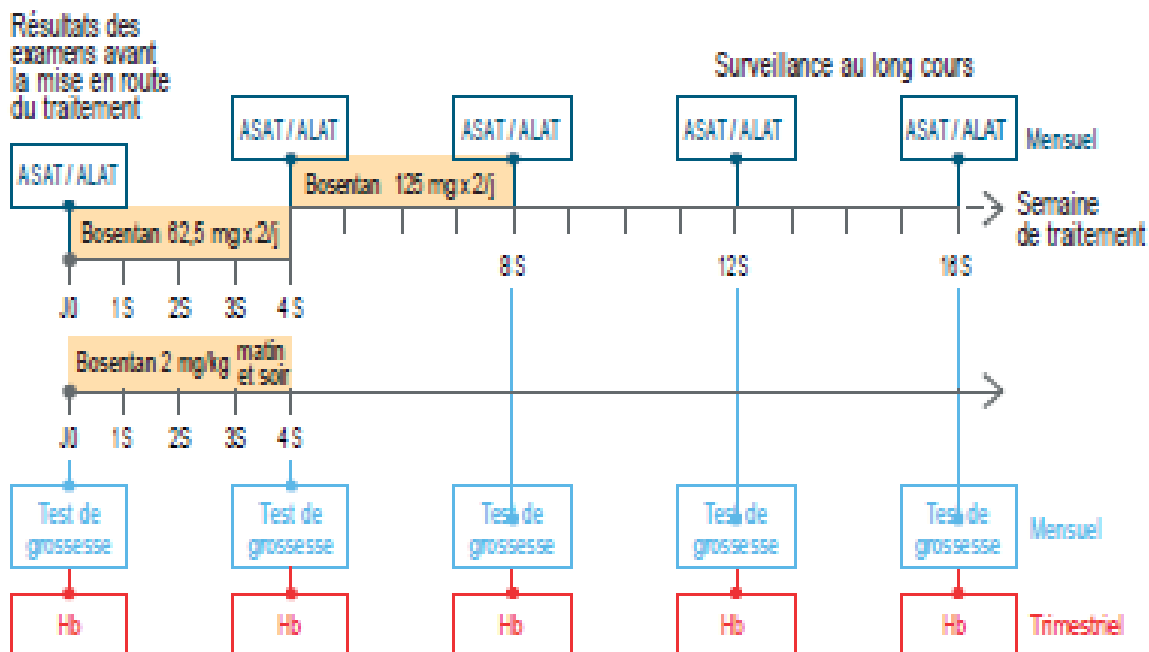 Résultats des
examens avant
la mise en route
du traitement
Surveillance au long cours
ASAT / ALAT
ASAT / ALAT
ASAT / ALAT
ASAT / ALAT
Mensuel
ASAT / ALAT
Bosentan 125 mg x 2/j
Bosentan 62,5 mg x 2/j
Semaine
de traitement
8 S
12 S
16 S
J0
1 S
2S
3S
4 S
Bosentan 2 mg/kg matin
et soir
J0
1S
2S
3S
4 S
Test de
grossesse
Test de
grossesse
Test de
grossesse
Test de
grossesse
Test de
grossesse
Mensuel
Hb
Hb
Hb
Hb
Hb
Trimestriel